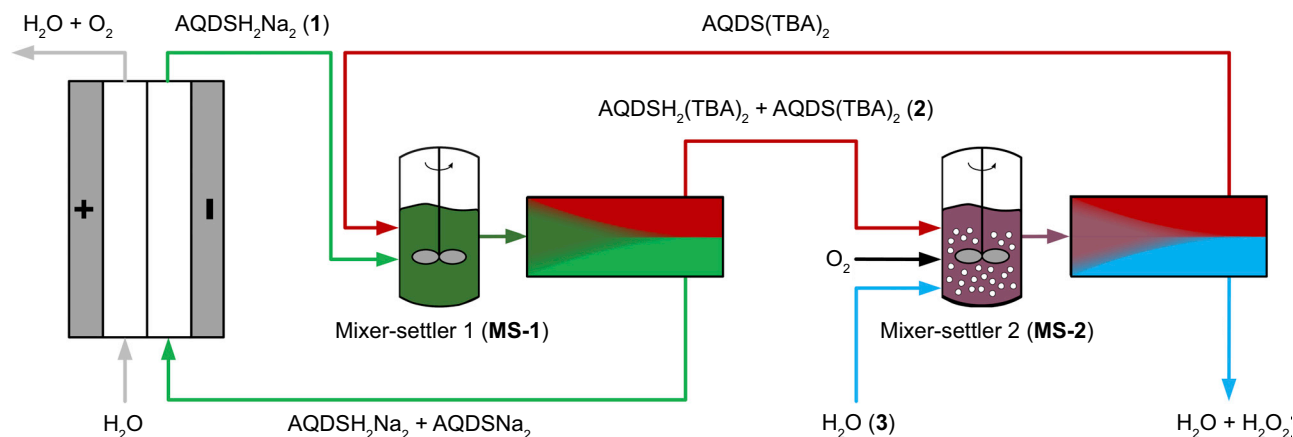 H₂O + O₂
AQDSH₂Na₂ (1)
AQDS(TBA)₂
AQDSH₂(TBA)₂ + AQDS(TBA)₂ (2)
+
-
O₂
Mixer-settler 1 (MS-1)
Mixer-settler 2 (MS-2)
H₂O
AQDSH₂Na₂ + AQDSNa₂
H₂O (3)
H₂O + H₂O₂